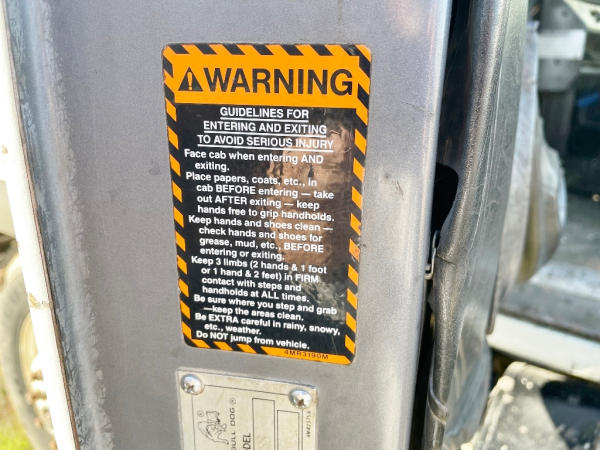 WARNING
GUIDELINES FOR
ENTERING AND EXITING
TO AVOID SERIOUS INJURY
Face cab when entering AND
exiting.
Place papers, coats, etc., in
cab BEFORE entering — take
out AFTER exiting — keep
hands free to grip handholds.
Keep hands and shoes clean —
check hands and shoes for
grease, mud, etc., BEFORE
entering or exiting.
Keep 3 limbs (2 hands & 1 foot
or 1 hand & 2 feet) in FIRM
contact with steps and
handholds at ALL times.
Be sure where you step and grab
—keep the areas clean.
Be EXTRA careful in rainy, snowy,
etc., weather.
Do NOT jump from vehicle.
4MR3190M
BULL DOG ®